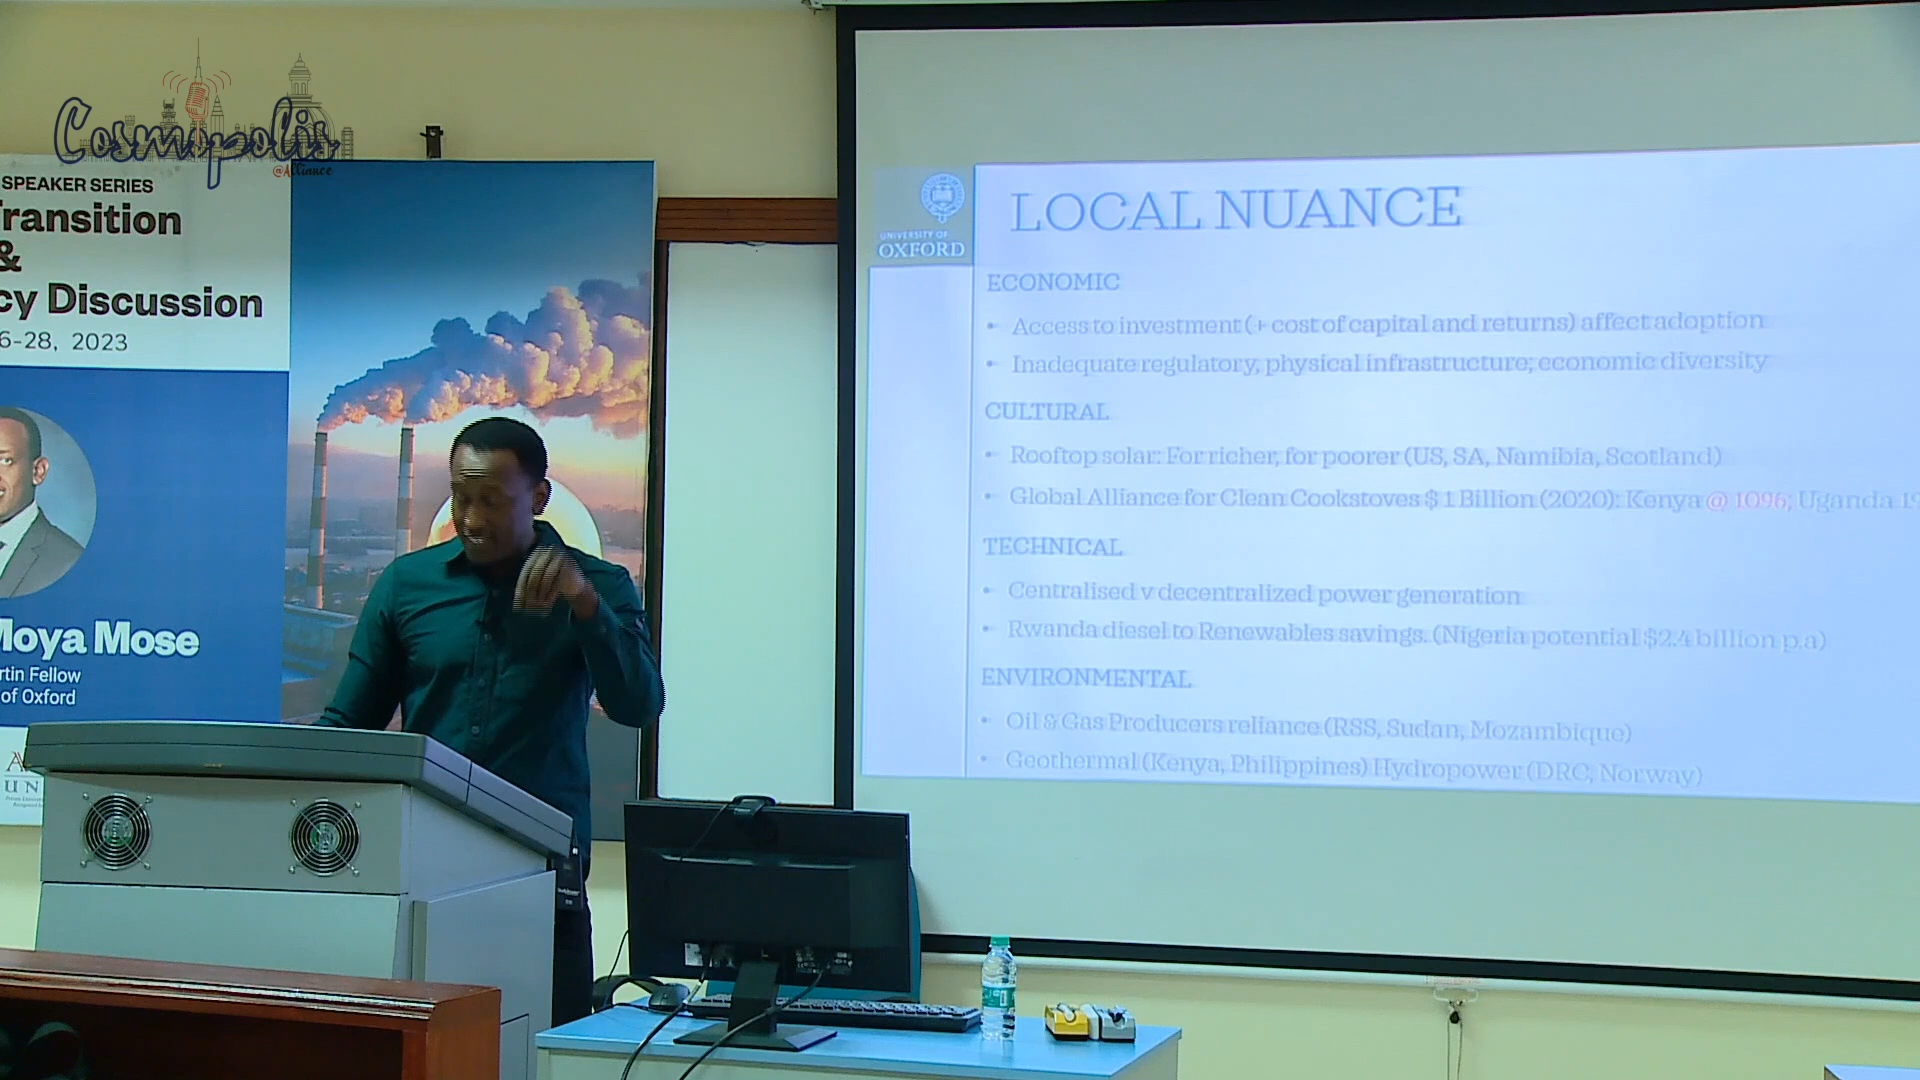 Cosmopolis
@Alliance
SPEAKER SERIES
Transition
&
cy Discussion
6-28, 2023
Moya Mose
rtin Fellow
of Oxford
UNIVERSITY OF
OXFORD
LOCAL NUANCE
ECONOMIC
• Access to investment (+ cost of capital and returns) affect adoption
• Inadequate regulatory, physical infrastructure; economic diversity
CULTURAL
• Rooftop solar: For richer, for poorer (US, SA, Namibia, Scotland)
• Global Alliance for Clean Cookstoves $ 1 Billion (2020): Kenya @ 10%; Uganda
TECHNICAL
• Centralised v decentralized power generation
• Rwanda diesel to Renewables savings. (Nigeria potential $2.4 billion p.a)
ENVIRONMENTAL
• Oil & Gas Producers reliance (RSS, Sudan, Mozambique)
• Geothermal (Kenya, Philippines) Hydropower (DRC, Norway)